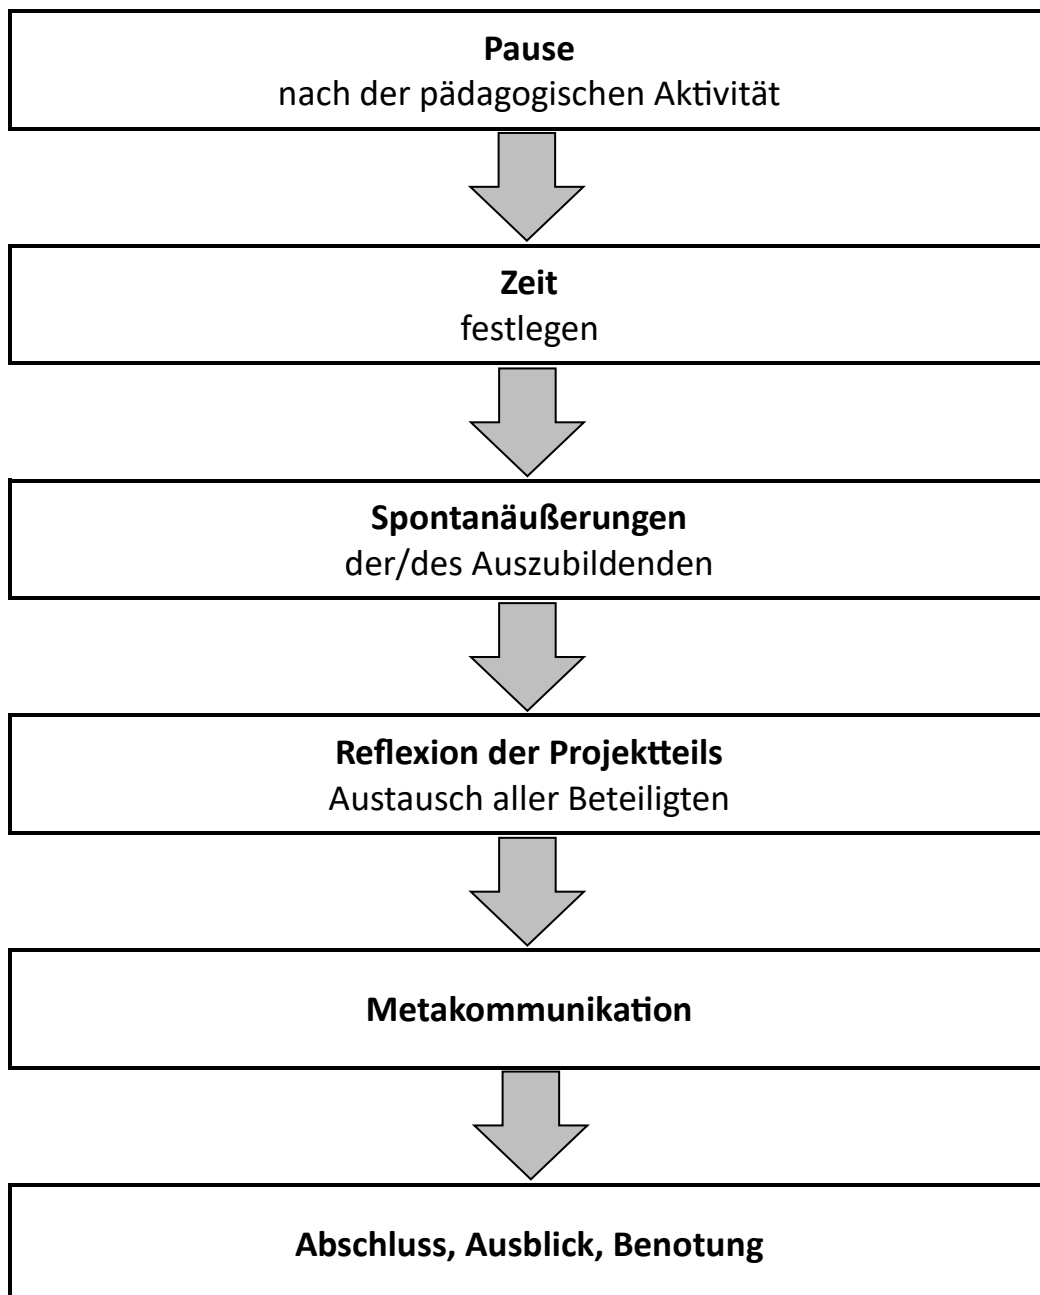 Pause
nach der pädagogischen Aktivität
Zeit
festlegen
Spontanäußerungen
der/des Auszubildenden
Reflexion der Projektteils
Austausch aller Beteiligten
Metakommunikation
Abschluss, Ausblick, Benotung